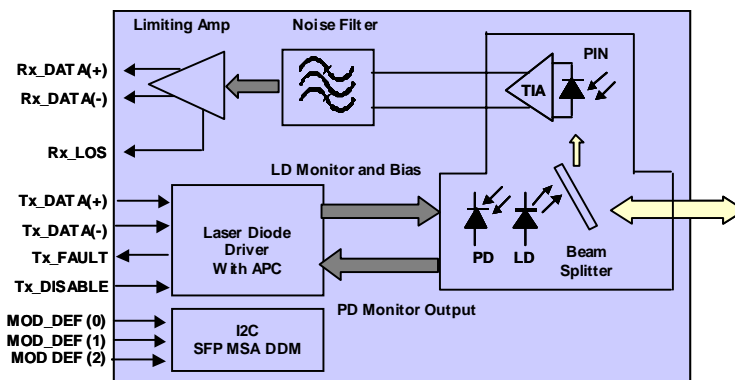 Limiting Amp
Noise Filter
PIN
Rx_DATA(+)
TIA
Rx_DATA(-)
Rx_LOS
LD Monitor and Bias
Tx_DATA(+)
Tx_DATA(-)
Laser Diode
Driver
With APC
Tx_FAULT
PD
LD
Beam
Splitter
Tx_DISABLE
PD Monitor Output
MOD_DEF(0)
MOD_DEF(1)
MOD DEF(2)
I2C
SFP MSA DDM